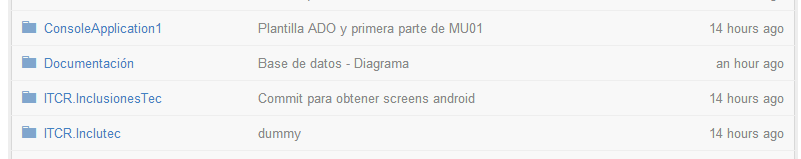 ConsoleApplication1 Plantilla ADO y primera parte de MU01 14 hours ago
Documentación Base de datos - Diagrama an hour ago
ITCR.InclusionesTec Commit para obtener screens android 14 hours ago
ITCR.Inclutec dummy 14 hours ago